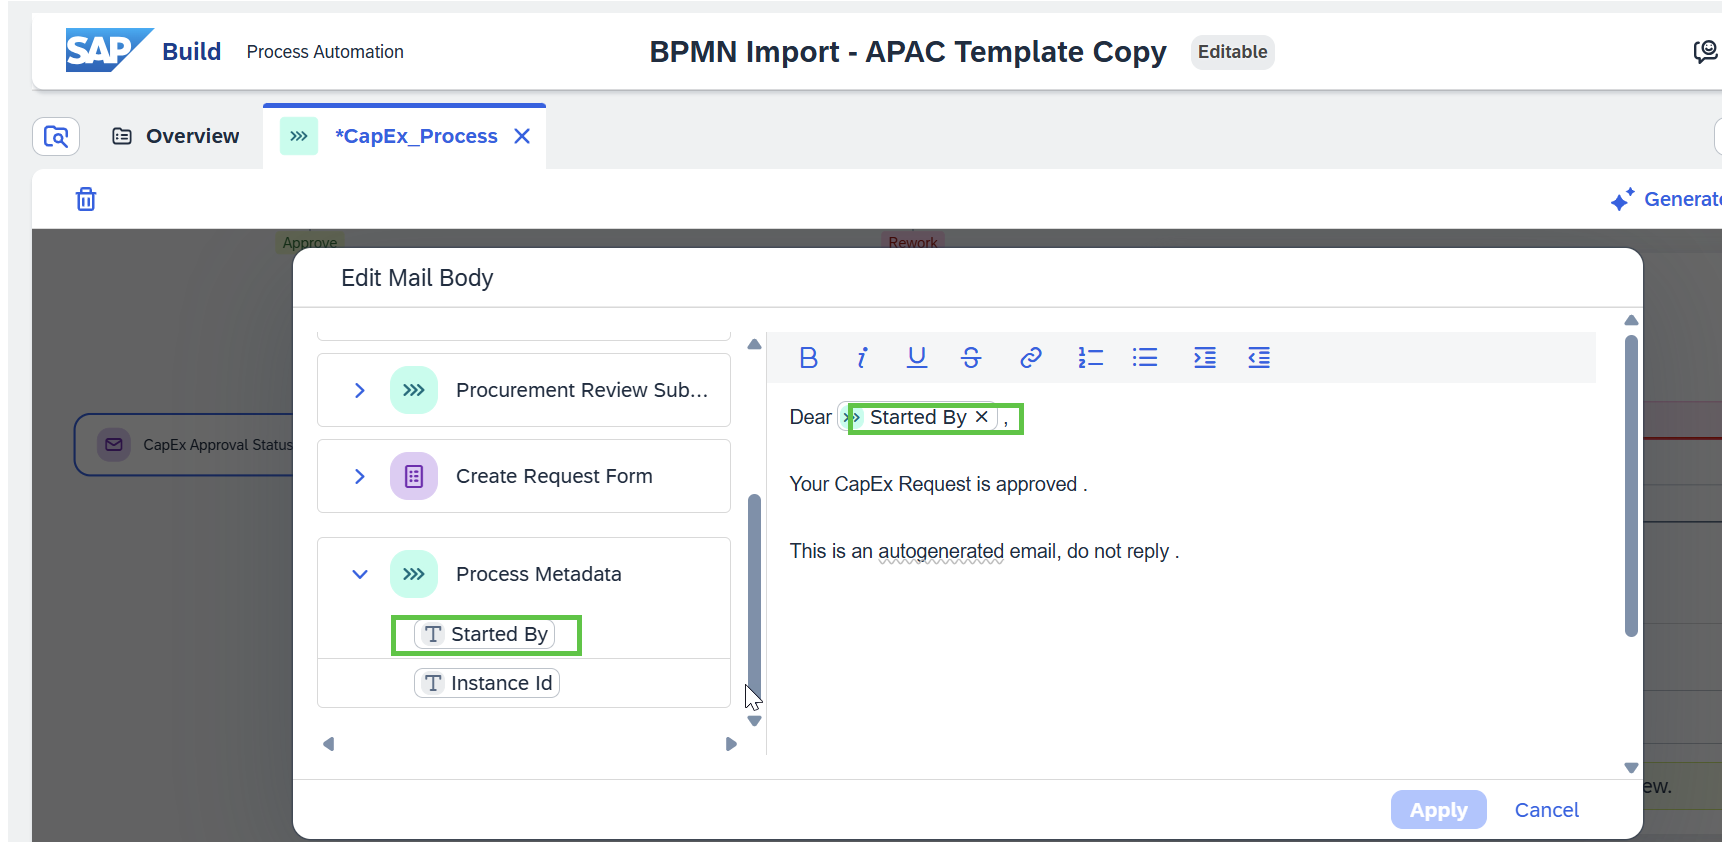 SAP Build Process Automation BPMN Import - APAC Template Copy Editable
Overview *CapEx_Process
Approve Rework
Edit Mail Body
Procurement Review Sub...
Create Request Form
Process Metadata
T Started By
T Instance Id
CapEx Approval Status
Dear Started By ,
Your CapEx Request is approved .
This is an autogenerated email, do not reply .
Apply Cancel